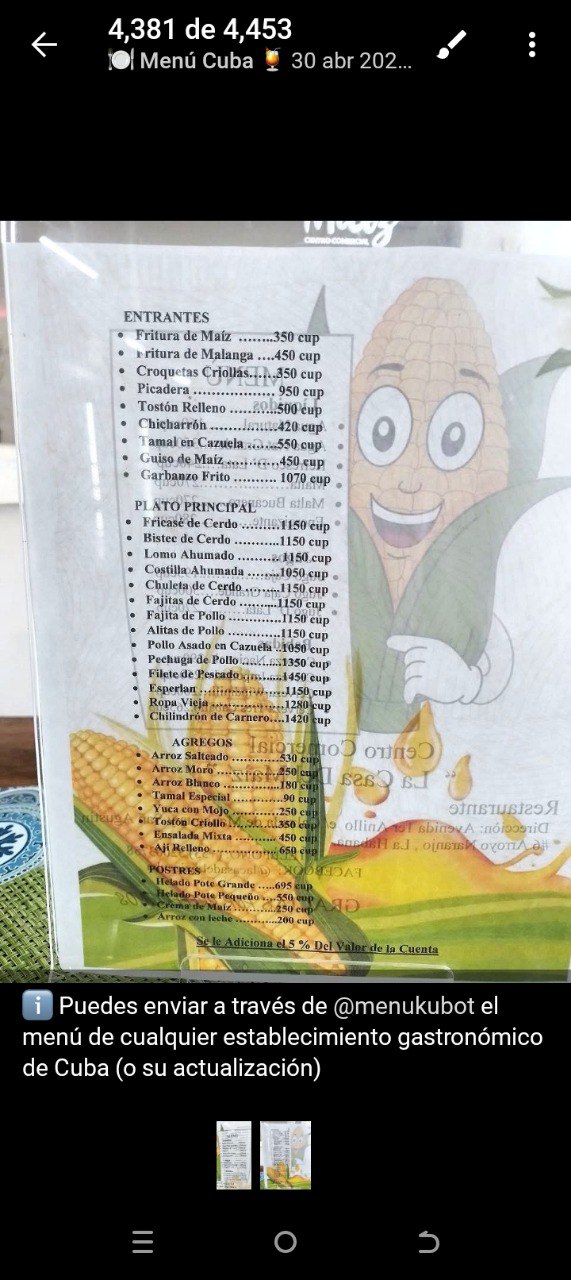 4,381 de 4,453
🍽 Menú Cuba 🍹 30 abr 202...
CENTRO COMERCIAL
ENTRANTES
• Fritura de Maíz ........350 cup
• Fritura de Malanga ....450 cup
• Croquetas Criollas......350 cup
• Picadera ................... 950 cup
• Tostón Relleno ...........500 cup
• Chicharrón ................420 cup
• Tamal en Cazuela .......550 cup
• Guiso de Maíz ............450 cup
• Garbanzo Frito .......... 1070 cup
PLATO PRINCIPAL
• Fricasé de Cerdo .........1150 cup
• Bistec de Cerdo ...........1150 cup
• Lomo Ahumado ..........1150 cup
• Costilla Ahumada ........1050 cup
• Chuleta de Cerdo .........1150 cup
• Fajitas de Cerdo ..........1150 cup
• Fajita de Pollo .............1150 cup
• Alitas de Pollo .............1150 cup
• Pollo Asado en Cazuela ..1050 cup
• Pechuga de Pollo ..........1350 cup
• Filete de Pescado ..........1450 cup
• Esperlan .....................1150 cup
• Ropa Vieja ..................1280 cup
• Chilindrón de Carnero...1420 cup
AGREGOS
• Arroz Salteado ............530 cup
• Arroz Moro ................250 cup
• Arroz Blanco ..............180 cup
• Tamal Especial ............90 cup
• Yuca con Mojo ............250 cup
• Tostón Criollo .............350 cup
• Ensalada Mixta ...........450 cup
• Ají Relleno .................650 cup
POSTRES
• Helado Pote Grande .....695 cup
• Helado Pote Pequeño ....550 cup
• Crema de Maíz ............250 cup
• Arroz con leche ...........200 cup
Se le Adiciona el 5 % Del Valor de la Cuenta
Centro Comercial
“ La Casa D
Restaurante
Dirección: Avenida 1er Anillo
Arroyo Naranjo , La Habana
FACEBOOK:
Malta Bucanero
ℹ️ Puedes enviar a través de @menukubot el
menú de cualquier establecimiento gastronómico
de Cuba (o su actualización)